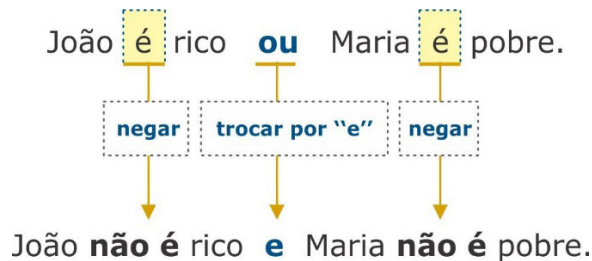 João é rico ou Maria é pobre.
negar trocar por “e” negar
João não é rico e Maria não é pobre.